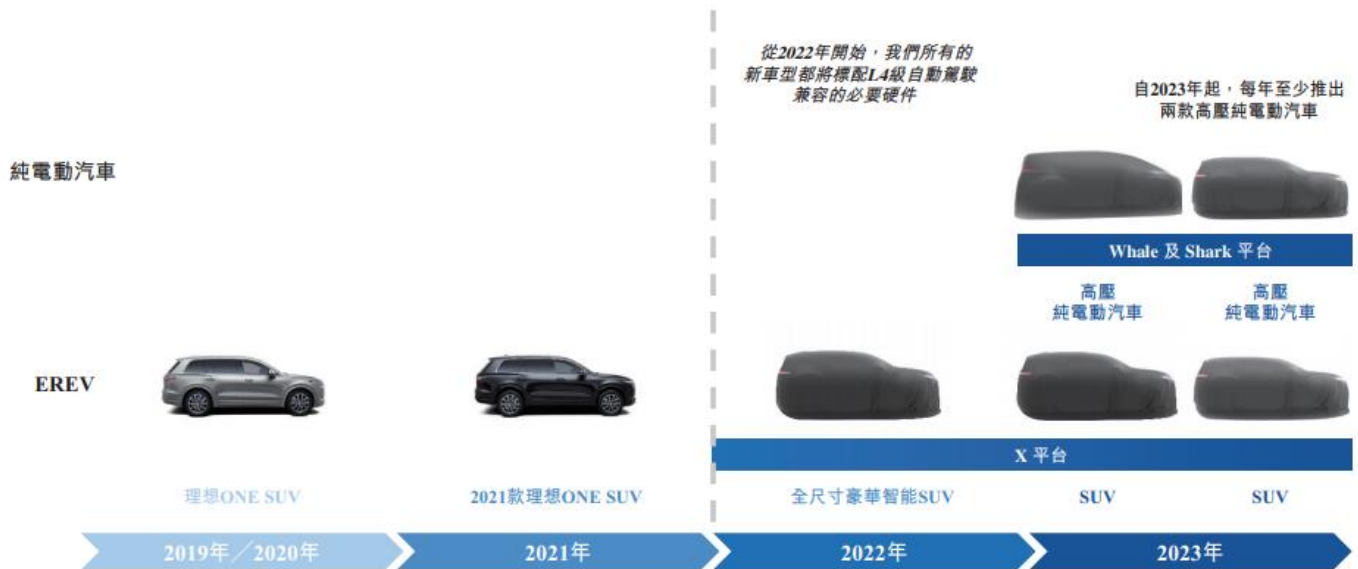 從2022年開始，我們所有的
新車型都將標配L4級自動駕駛
兼容的必要硬件
自2023年起，每年至少推出
兩款高壓純電動汽車
純電動汽車
Whale 及 Shark 平台
高壓
純電動汽車
高壓
純電動汽車
EREV
X 平台
理想ONE SUV
2021款理想ONE SUV
全尺寸豪華智能SUV
SUV
SUV
2019年／2020年
2021年
2022年
2023年